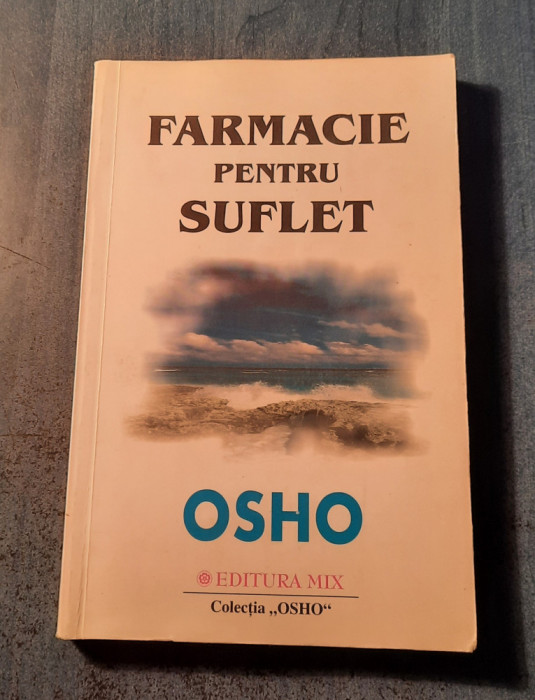 FARMACIE
PENTRU
SUFLET
OSHO
EDITURA MIX
Colecția „OSHO“